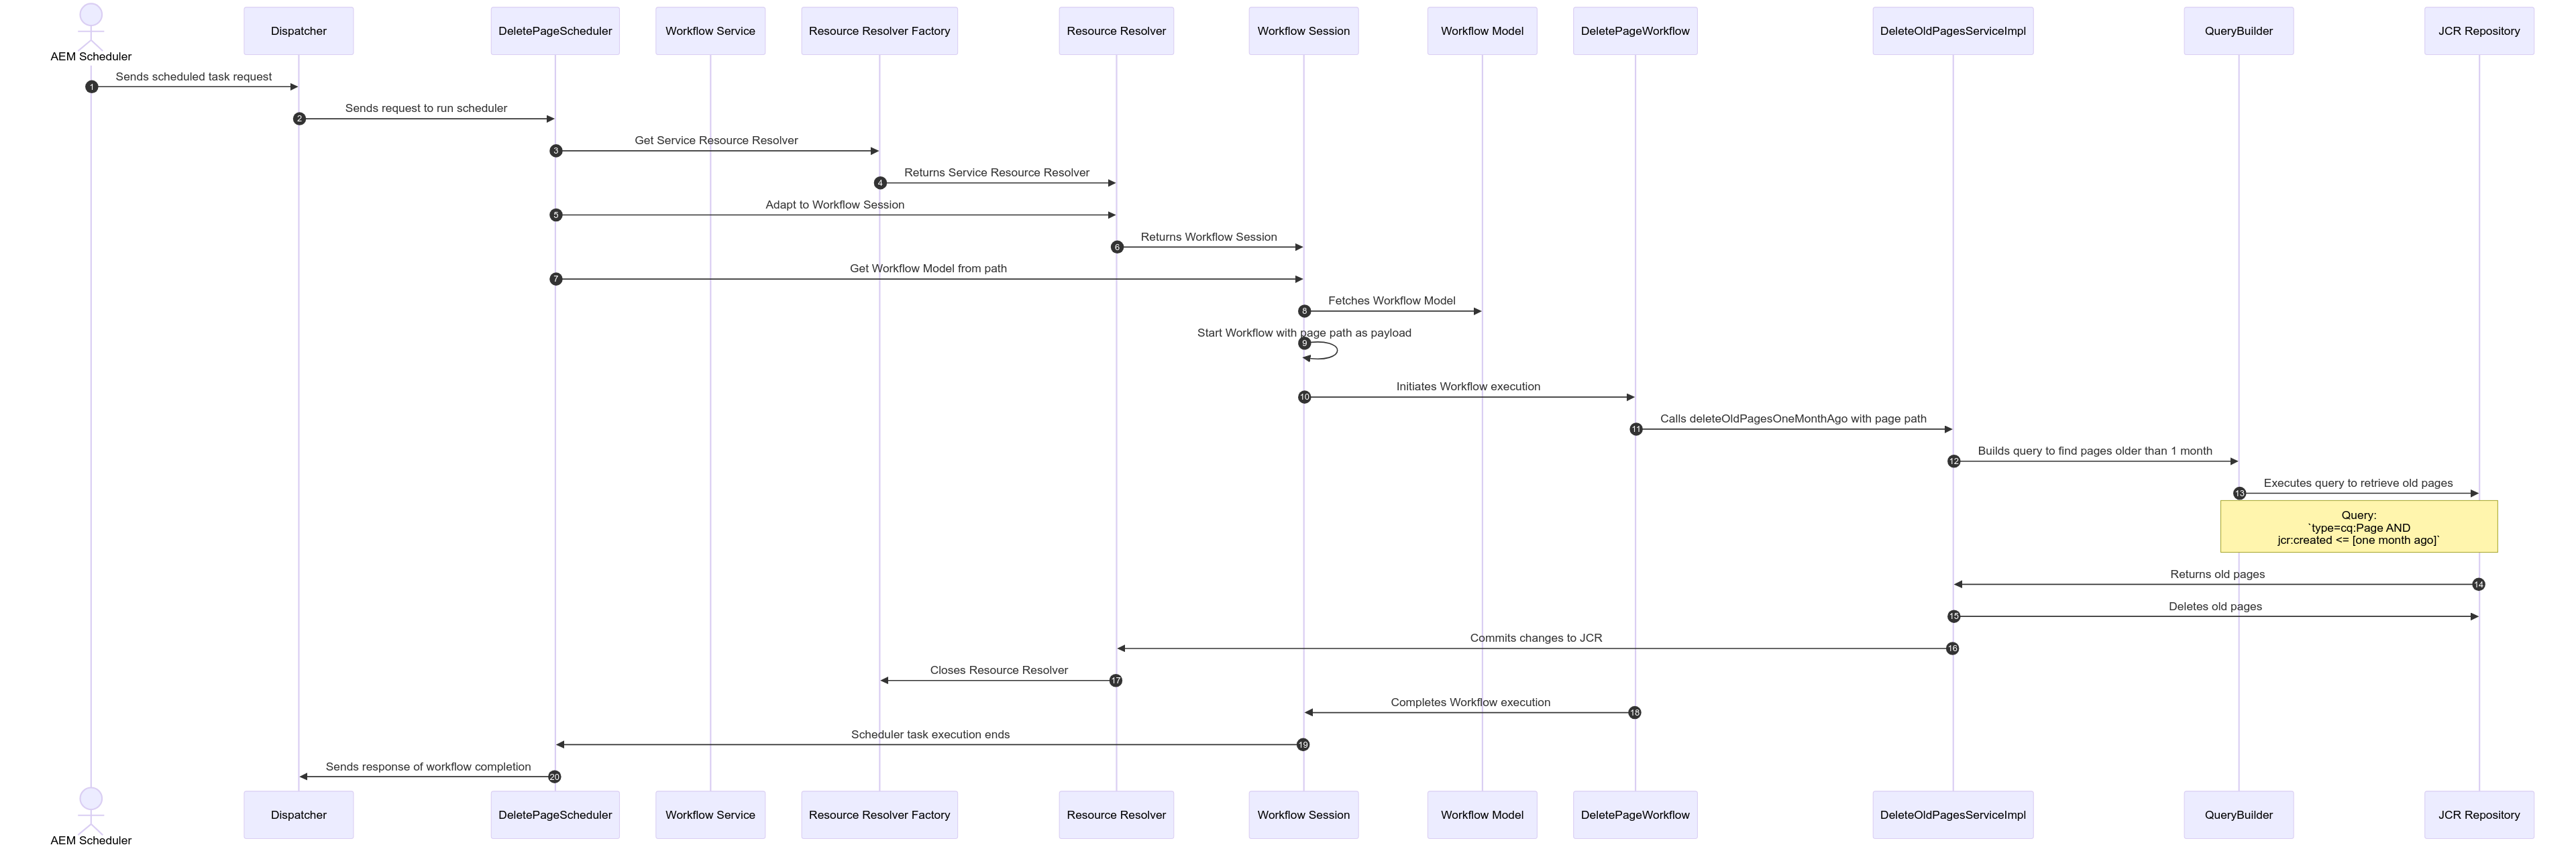 AEM Scheduler
Dispatcher
DeletePageScheduler
Workflow Service
Resource Resolver Factory
Resource Resolver
Workflow Session
Workflow Model
DeletePageWorkflow
DeleteOldPagesServiceImpl
QueryBuilder
JCR Repository
1 Sends scheduled task request
2 Sends request to run scheduler
3 Get Service Resource Resolver
4 Returns Service Resource Resolver
5 Adapt to Workflow Session
6 Returns Workflow Session
7 Get Workflow Model from path
8 Fetches Workflow Model
9 Start Workflow with page path as payload
10 Initiates Workflow execution
11 Calls deleteOldPagesOneMonthAgo with page path
12 Builds query to find pages older than 1 month
13 Executes query to retrieve old pages
Query:
`type=cq:Page AND
jcr:created <= [one month ago]`
14 Returns old pages
15 Deletes old pages
16 Commits changes to JCR
17 Closes Resource Resolver
18 Completes Workflow execution
19 Scheduler task execution ends
20 Sends response of workflow completion
AEM Scheduler
Dispatcher
DeletePageScheduler
Workflow Service
Resource Resolver Factory
Resource Resolver
Workflow Session
Workflow Model
DeletePageWorkflow
DeleteOldPagesServiceImpl
QueryBuilder
JCR Repository